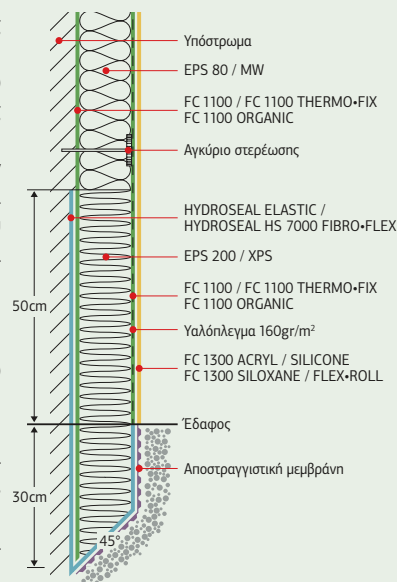 Υπόστρωμα
EPS 80 / MW
FC 1100 / FC 1100 THERMO•FIX
FC 1100 ORGANIC
Αγκύριο στερέωσης
HYDROSEAL ELASTIC /
HYDROSEAL HS 7000 FIBRO•FLEX
EPS 200 / XPS
50cm
FC 1100 / FC 1100 THERMO•FIX
FC 1100 ORGANIC
Υαλόπλεγμα 160gr/m²
FC 1300 ACRYL / SILICONE
FC 1300 SILOXANE / FLEX•ROLL
Έδαφος
Αποστραγγιστική μεμβράνη
30cm
45°